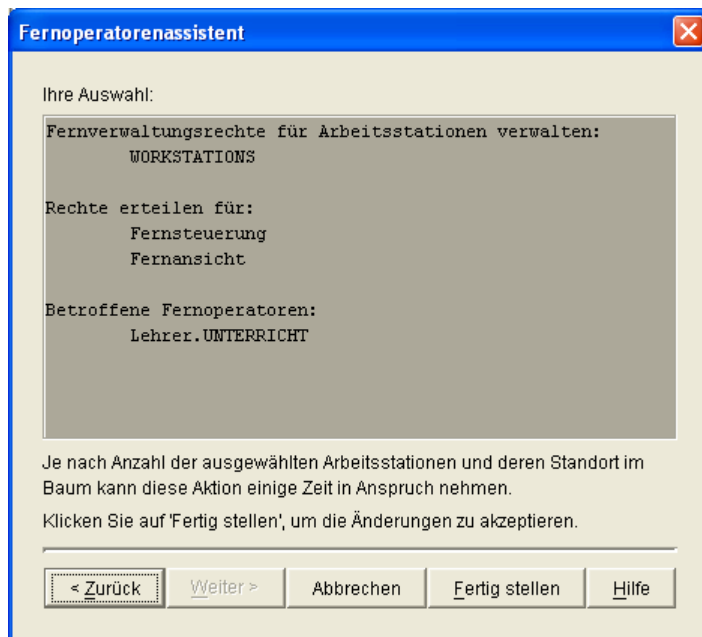 Fernoperatorenassistent
Ihre Auswahl:
Fernverwaltungsrechte für Arbeitsstationen verwalten:
WORKSTATIONS
Rechte erteilen für:
Fernsteuerung
Fernansicht
Betroffene Fernoperatoren:
Lehrer.UNTERRICHT
Je nach Anzahl der ausgewählten Arbeitsstationen und deren Standort im
Baum kann diese Aktion einige Zeit in Anspruch nehmen.
Klicken Sie auf 'Fertig stellen', um die Änderungen zu akzeptieren.
< Zurück Weiter > Abbrechen Fertig stellen Hilfe